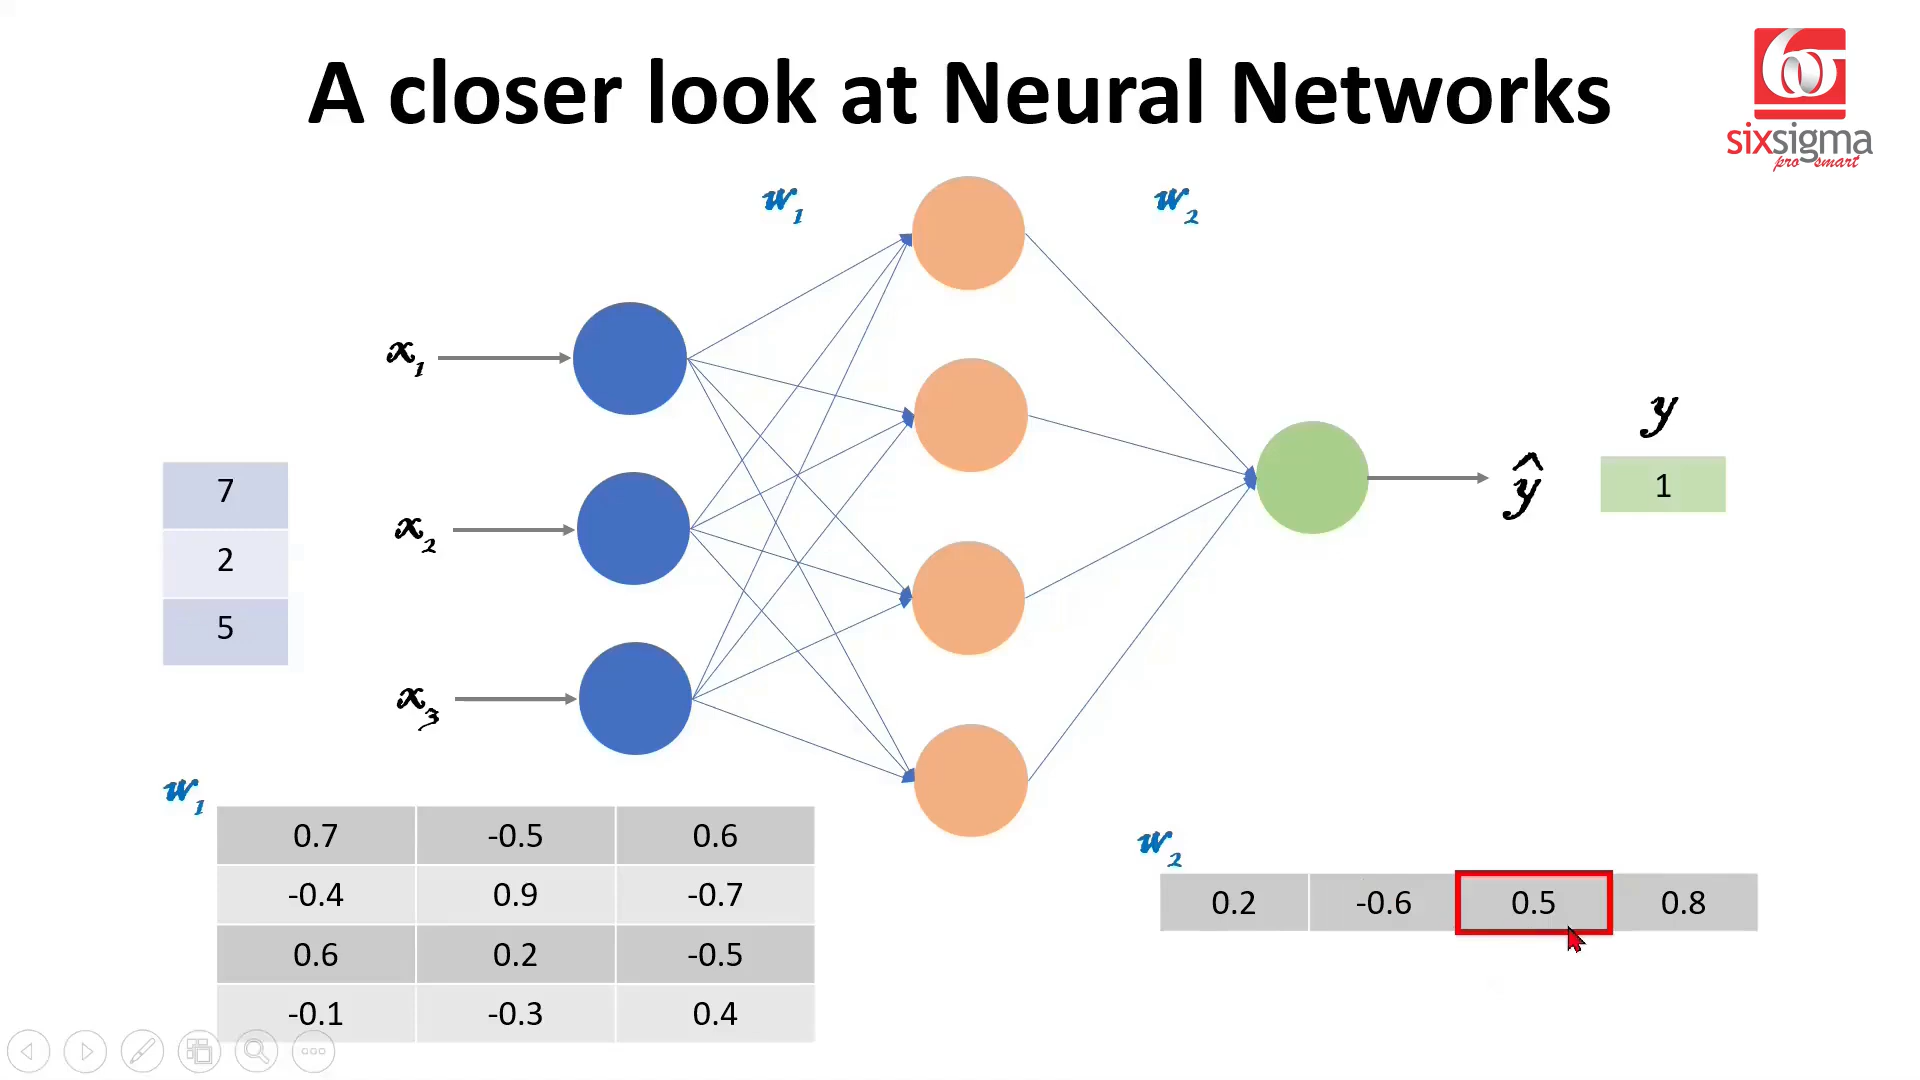 A closer look at Neural Networks
6σ
sixsigma
pro smart
w1
w2
x1
x2
x3
7
2
5
y
ŷ
1
w1
0.7 -0.5 0.6
-0.4 0.9 -0.7
0.6 0.2 -0.5
-0.1 -0.3 0.4
w2
0.2 -0.6 0.5 0.8